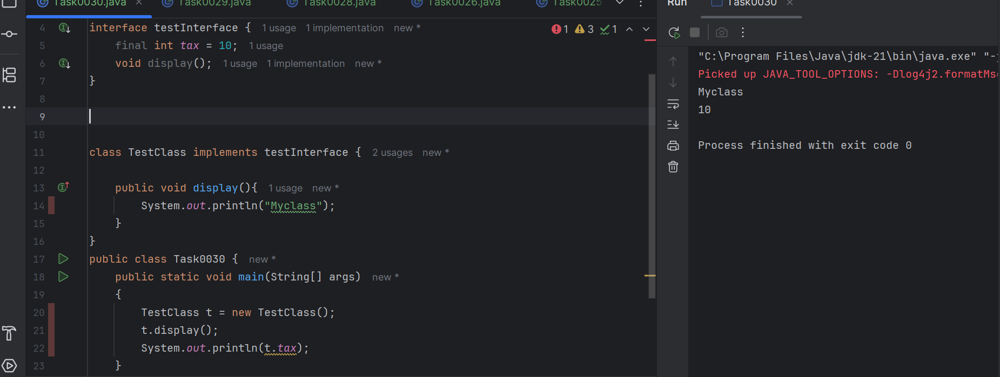 Task0030.java
Task0029.java
Task0028.java
Task0026.java
Task0025
4 interface testInterface { 1 usage 1 implementation new *
1 3 1
5 final int tax = 10; 1 usage
6 void display(); 1 usage 1 implementation new *
7 }
8
9
10
11 class TestClass implements testInterface { 2 usages new *
12
13 public void display(){ 1 usage new *
14 System.out.println("Myclass");
15 }
16 }
17 public class Task0030 { new *
18 public static void main(String[] args) new *
19 {
20 TestClass t = new TestClass();
21 t.display();
22 System.out.println(t.tax);
23 }
Run Task0030
"C:\Program Files\Java\jdk-21\bin\java.exe" "-
Picked up JAVA_TOOL_OPTIONS: -Dlog4j2.formatMs
Myclass
10
Process finished with exit code 0